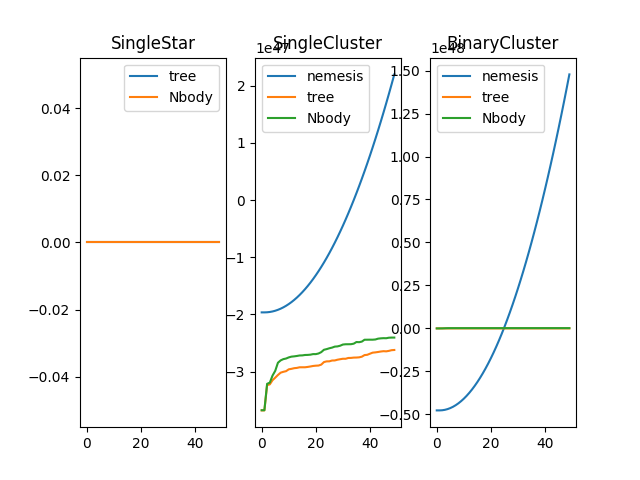 SingleStar
tree
Nbody
0.04
0.02
0.00
−0.02
−0.04
0 20 40
SingleCluster
1e47
nemesis
tree
Nbody
2
1
0
−1
−2
−3
0 20 40
BinaryCluster
1e48
nemesis
tree
Nbody
1.50
1.25
1.00
0.75
0.50
0.25
0.00
−0.25
−0.50
0 20 40